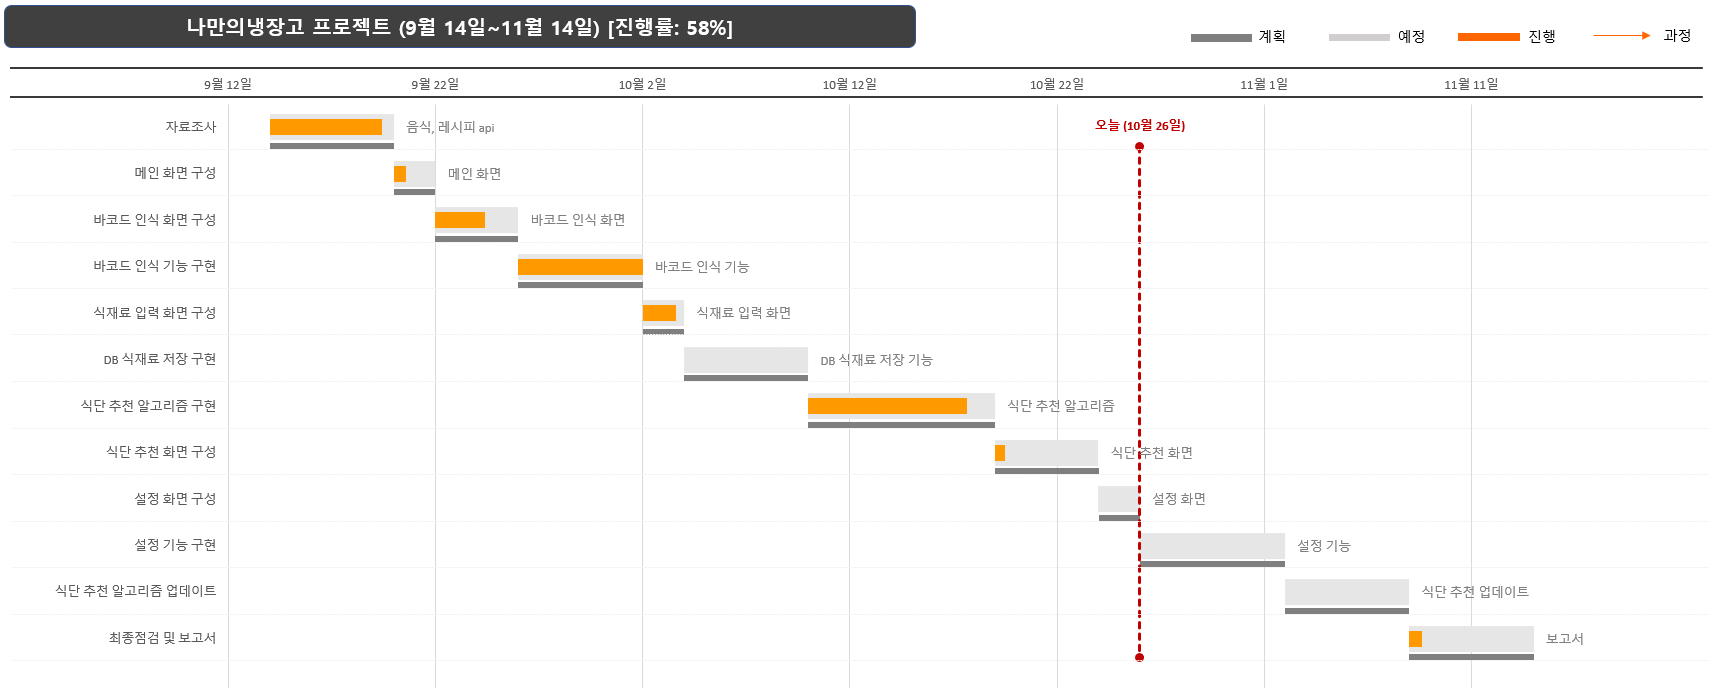 나만의냉장고 프로젝트 (9월 14일~11월 14일) [진행률: 58%]
계획 예정 진행 과정
9월 12일 9월 22일 10월 2일 10월 12일 10월 22일 11월 1일 11월 11일
자료조사 음식, 레시피 api
오늘 (10월 26일)
메인 화면 구성 메인 화면
바코드 인식 화면 구성 바코드 인식 화면
바코드 인식 기능 구현 바코드 인식 기능
식재료 입력 화면 구성 식재료 입력 화면
DB 식재료 저장 구현 DB 식재료 저장 기능
식단 추천 알고리즘 구현 식단 추천 알고리즘
식단 추천 화면 구성 식단 추천 화면
설정 화면 구성 설정 화면
설정 기능 구현 설정 기능
식단 추천 알고리즘 업데이트 식단 추천 업데이트
최종점검 및 보고서 보고서